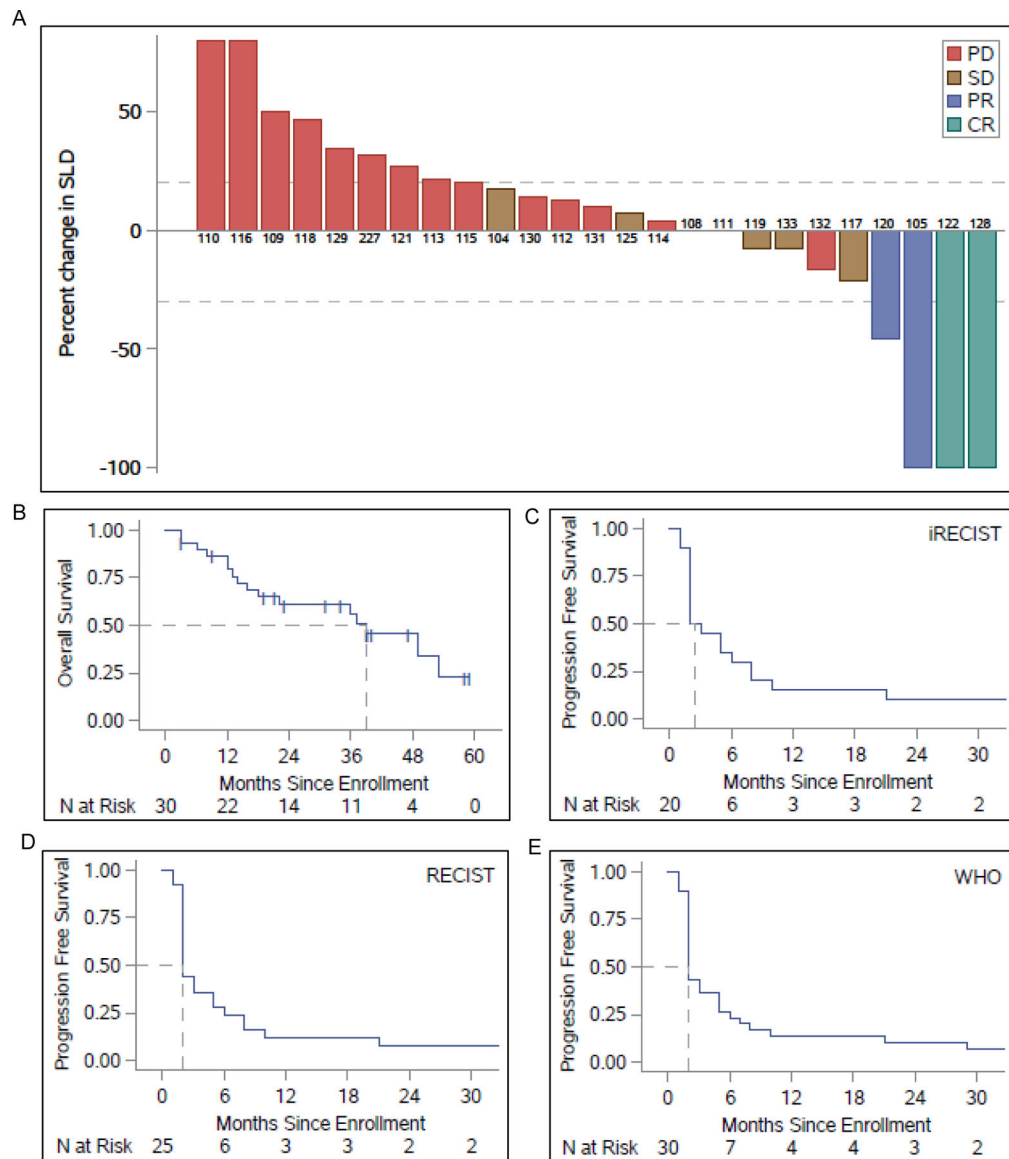 A
Percent change in SLD
50
0
-50
-100
PD
SD
PR
CR
110 116 109 118 129 227 121 113 115 104 130 112 131 125 114 108 111 119 133 132 117 120 105 122 128
B
Overall Survival
1.00
0.75
0.50
0.25
0.00
0 12 24 36 48 60
Months Since Enrollment
N at Risk 30 22 14 11 4 0
C
iRECIST
Progression Free Survival
1.00
0.75
0.50
0.25
0.00
0 6 12 18 24 30
Months Since Enrollment
N at Risk 20 6 3 3 2 2
D
RECIST
Progression Free Survival
1.00
0.75
0.50
0.25
0.00
0 6 12 18 24 30
Months Since Enrollment
N at Risk 25 6 3 3 2 2
E
WHO
Progression Free Survival
1.00
0.75
0.50
0.25
0.00
0 6 12 18 24 30
Months Since Enrollment
N at Risk 30 7 4 4 3 2